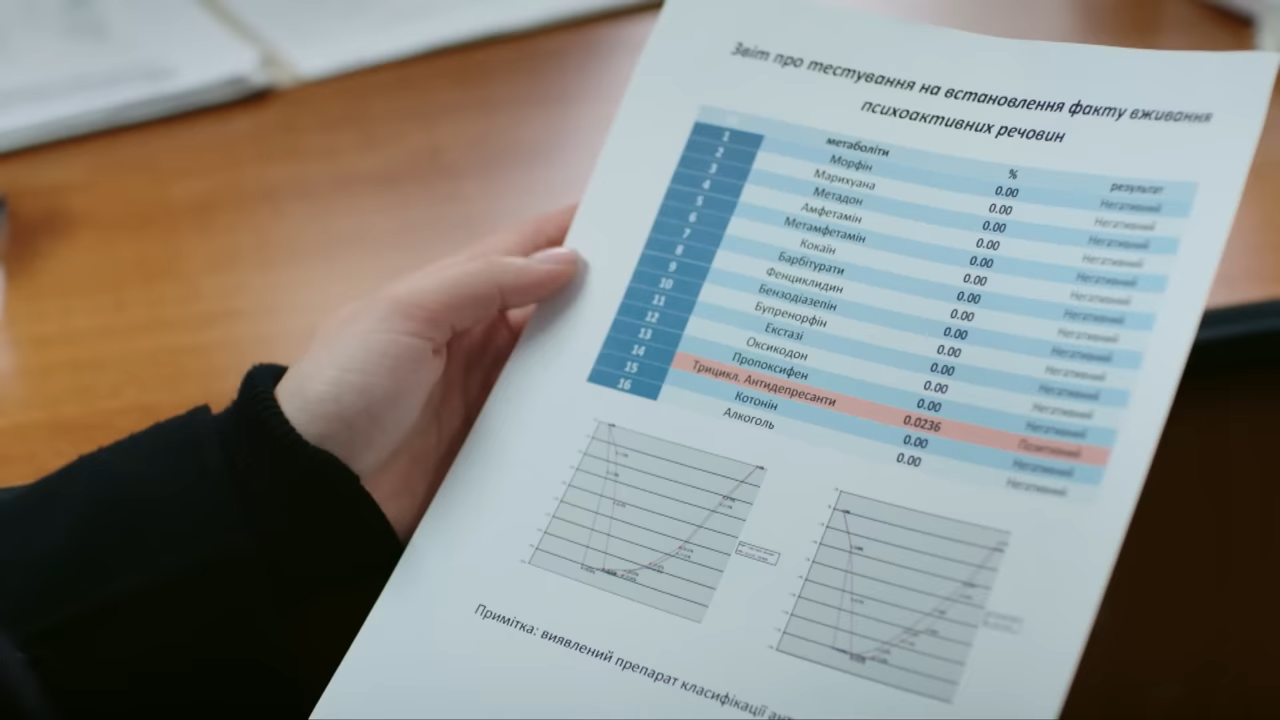 Звіт про тестування на встановлення факту вживання
психоактивних речовин
метаболіти % результат
1 Морфін 0.00 Негативний
2 Марихуана 0.00 Негативний
3 Метадон 0.00 Негативний
4 Амфетамін 0.00 Негативний
5 Метамфетамін 0.00 Негативний
6 Кокаїн 0.00 Негативний
7 Барбітурати 0.00 Негативний
8 Фенциклидин 0.00 Негативний
9 Бензодіазепін 0.00 Негативний
10 Бупренорфін 0.00 Негативний
11 Екстазі 0.00 Негативний
12 Оксикодон 0.00 Негативний
13 Пропоксифен 0.00 Негативний
14 Трицикл. Антидепресанти 0.0236 Позитивний
15 Котонін 0.00 Негативний
16 Алкоголь 0.00 Негативний
Примітка: виявлений препарат класифікації